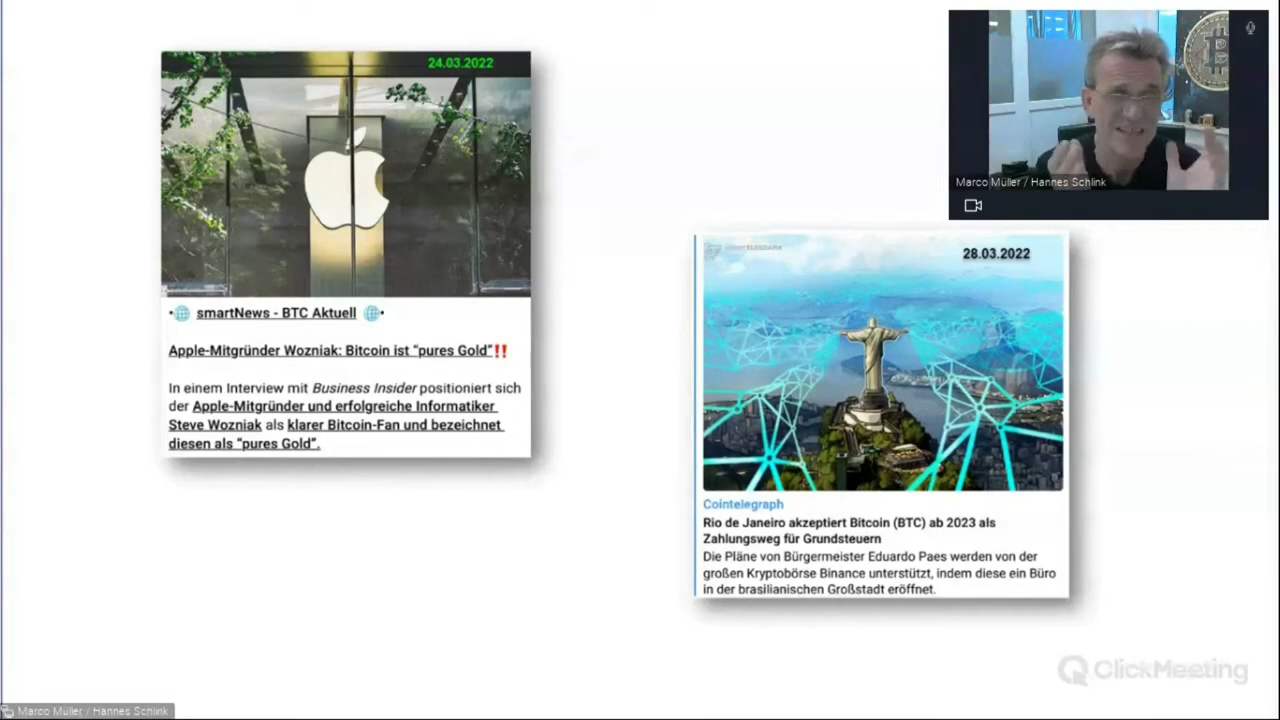 24.03.2022
•🌐 smartNews - BTC Aktuell 🌐•
Apple-Mitgründer Wozniak: Bitcoin ist “pures Gold”‼️
In einem Interview mit Business Insider positioniert sich
der Apple-Mitgründer und erfolgreiche Informatiker
Steve Wozniak als klarer Bitcoin-Fan und bezeichnet
diesen als “pures Gold”.
Marco Müller / Hannes Schlink
COINTELEGRAPH
28.03.2022
Cointelegraph
Rio de Janeiro akzeptiert Bitcoin (BTC) ab 2023 als
Zahlungsweg für Grundsteuern
Die Pläne von Bürgermeister Eduardo Paes werden von der
großen Kryptobörse Binance unterstützt, indem diese ein Büro
in der brasilianischen Großstadt eröffnet.
ClickMeeting
Marco Müller / Hannes Schlink